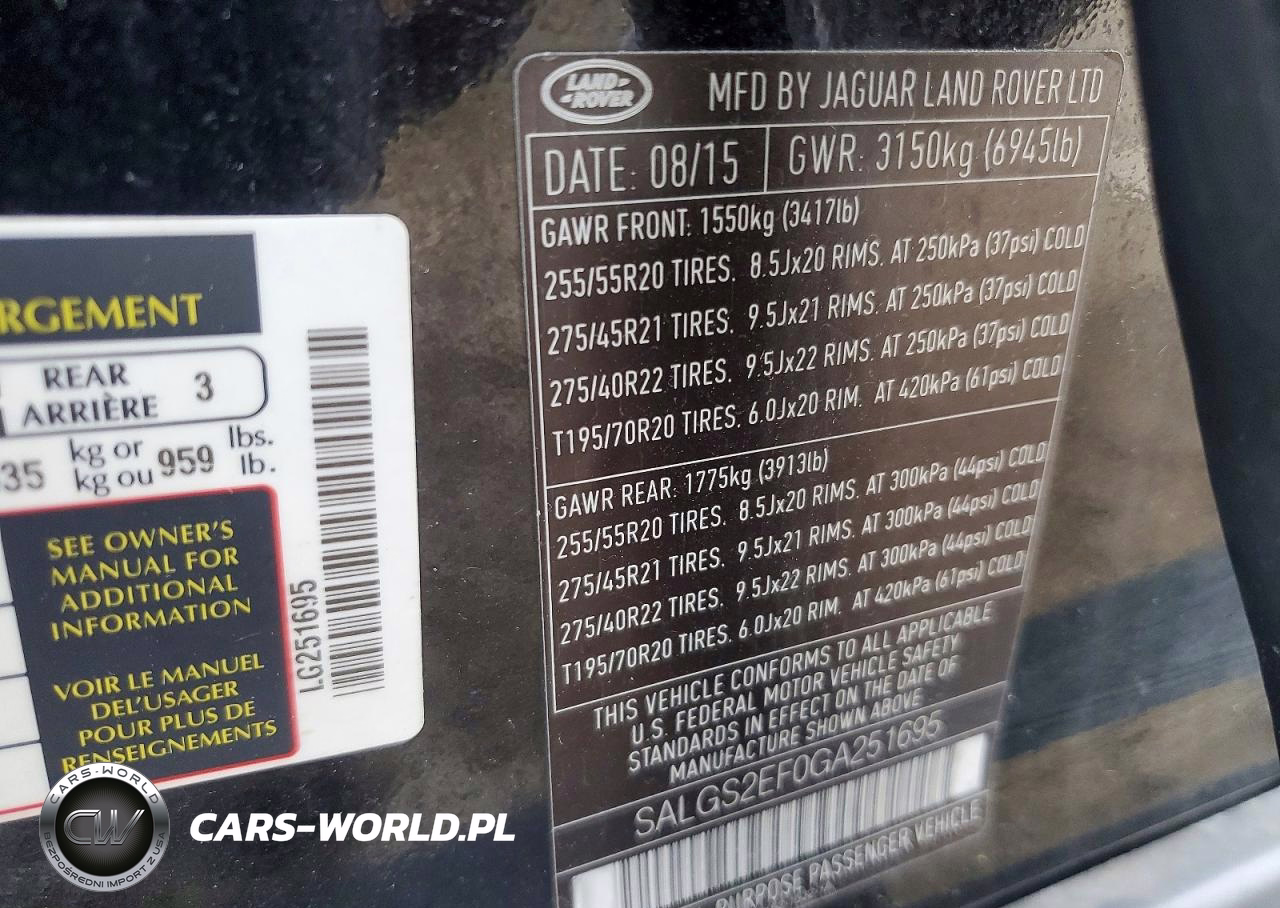 RGEMENT
REAR
ARRIÈRE 3
35 kg or
kg ou 959 lbs.
lb.
SEE OWNER'S
MANUAL FOR
ADDITIONAL
INFORMATION
VOIR LE MANUEL
DEL'USAGER
POUR PLUS DE
RENSEIGNEMENTS
LG251695
LAND
ROVER
MFD BY JAGUAR LAND ROVER LTD
DATE: 08/15 GWR: 3150kg (6945lb)
GAWR FRONT: 1550kg (3417lb)
255/55R20 TIRES. 8.5Jx20 RIMS. AT 250kPa (37psi) COLD
275/45R21 TIRES. 9.5Jx21 RIMS. AT 250kPa (37psi) COLD
275/40R22 TIRES. 9.5Jx22 RIMS. AT 250kPa (37psi) COLD
T195/70R20 TIRES. 6.0Jx20 RIM. AT 420kPa (61psi) COLD
GAWR REAR: 1775kg (3913lb)
255/55R20 TIRES. 8.5Jx20 RIMS. AT 300kPa (44psi) COLD
275/45R21 TIRES. 9.5Jx21 RIMS. AT 300kPa (44psi) COLD
275/40R22 TIRES. 9.5Jx22 RIMS. AT 300kPa (44psi) COLD
T195/70R20 TIRES. 6.0Jx20 RIM. AT 420kPa (61psi) COLD
THIS VEHICLE CONFORMS TO ALL APPLICABLE
U.S. FEDERAL MOTOR VEHICLE SAFETY
STANDARDS IN EFFECT ON THE DATE OF
MANUFACTURE SHOWN ABOVE
SALGS2EF0GA251695
PURPOSE PASSENGER VEHICLE
CARS-WORLD
CW
BEZPOŚREDNI IMPORT Z USA
CARS-WORLD.PL